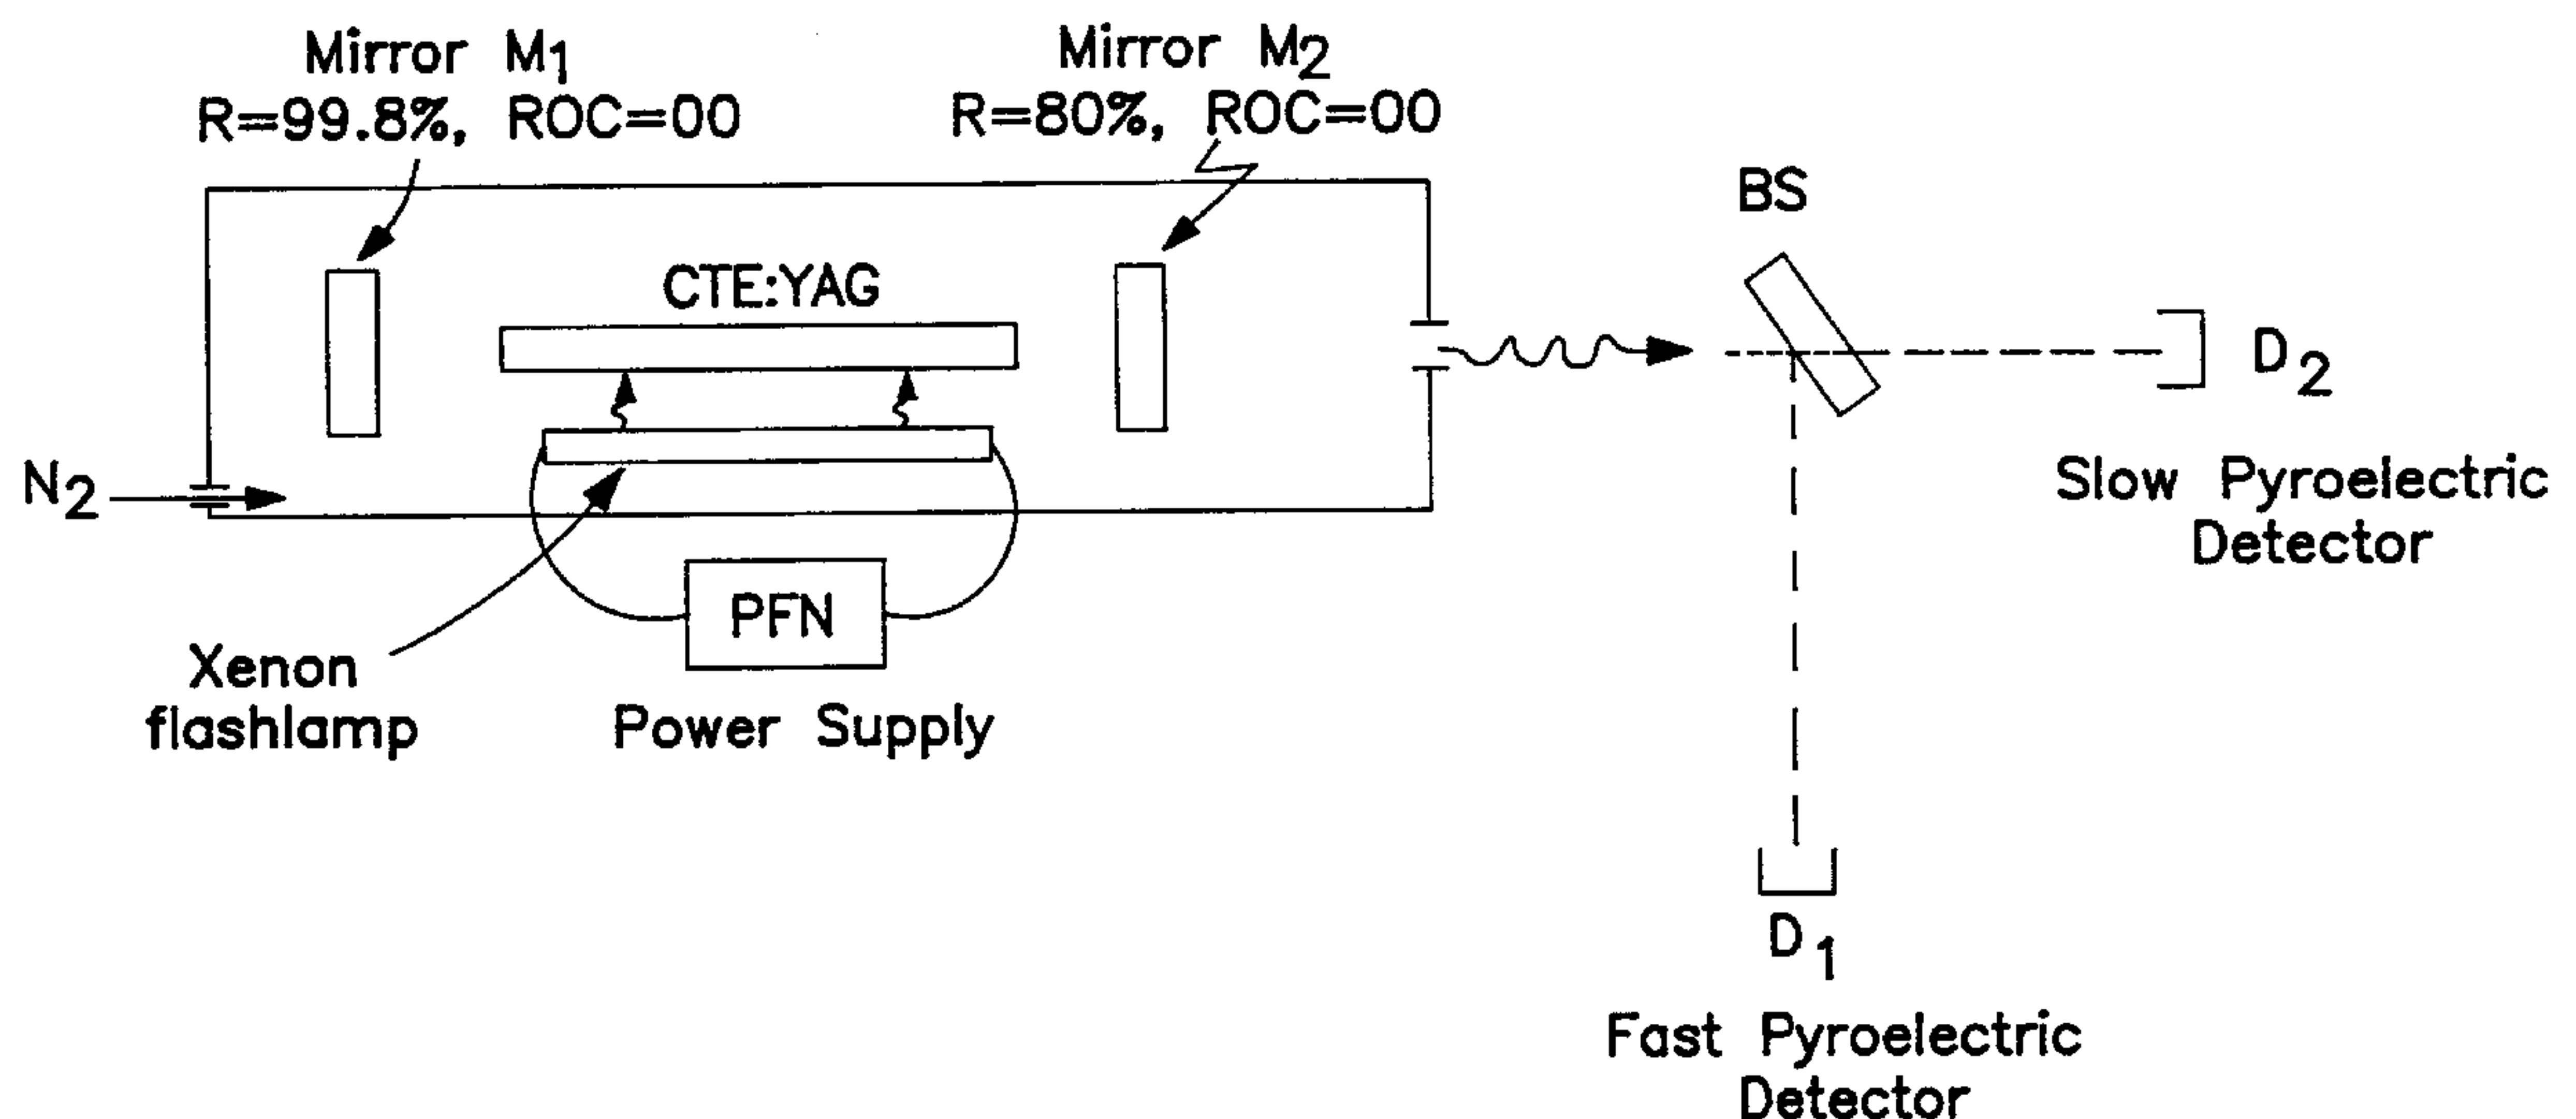 Mirror M1
R=99.8%, ROC=00
Mirror M2
R=80%, ROC=00
BS
CTE:YAG
D2
Slow Pyroelectric
Detector
N2
PFN
Xenon
flashlamp
Power Supply
D1
Fast Pyroelectric
Detector